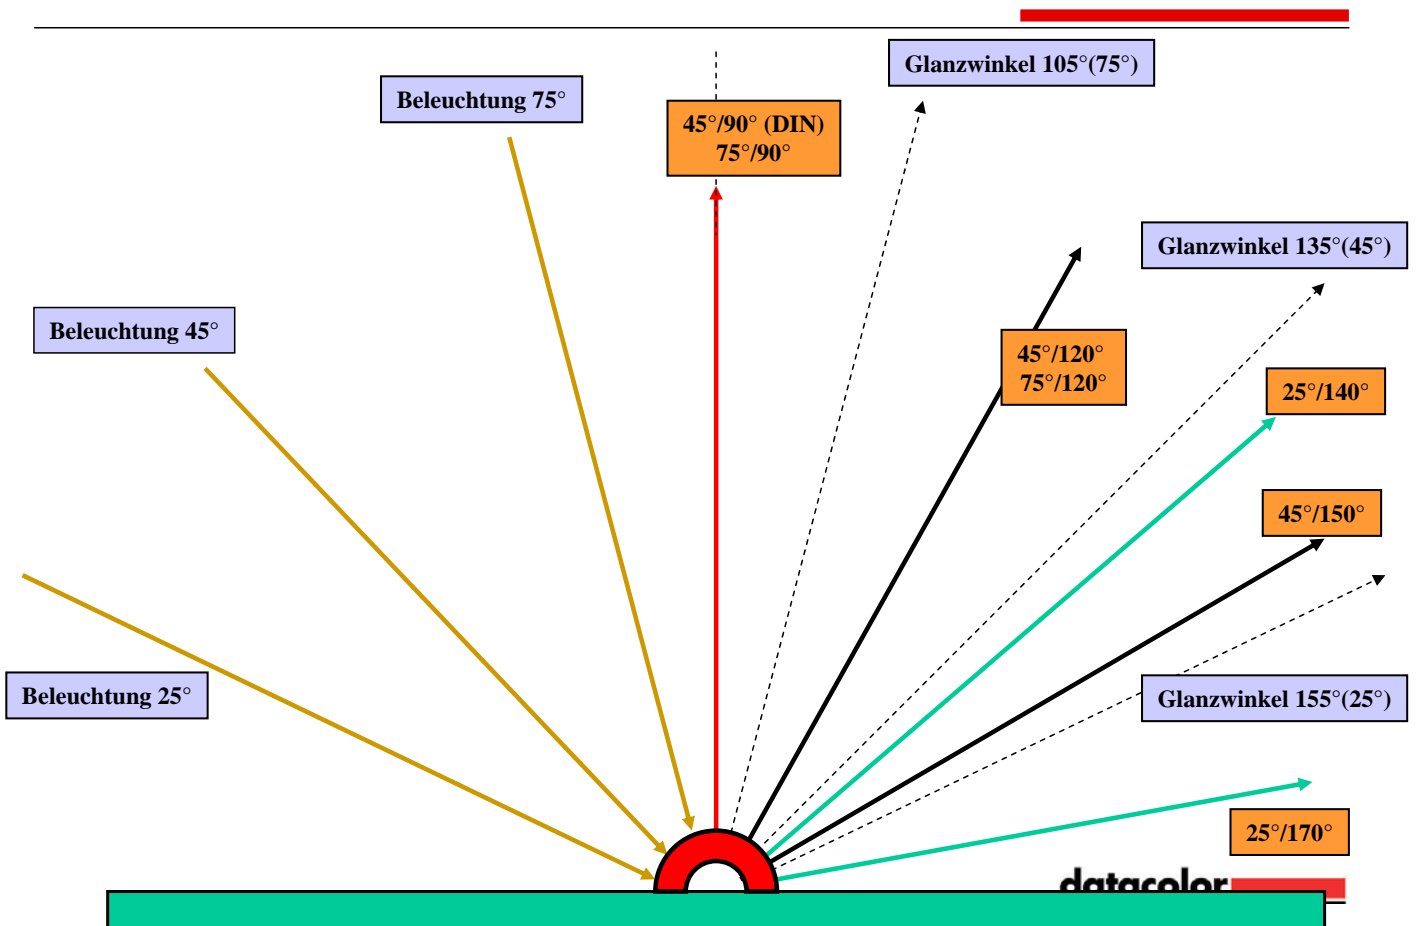 Glanzwinkel 105°(75°)
Beleuchtung 75°
45°/90° (DIN)
75°/90°
Glanzwinkel 135°(45°)
Beleuchtung 45°
45°/120°
75°/120°
25°/140°
45°/150°
Beleuchtung 25°
Glanzwinkel 155°(25°)
25°/170°
datacolor